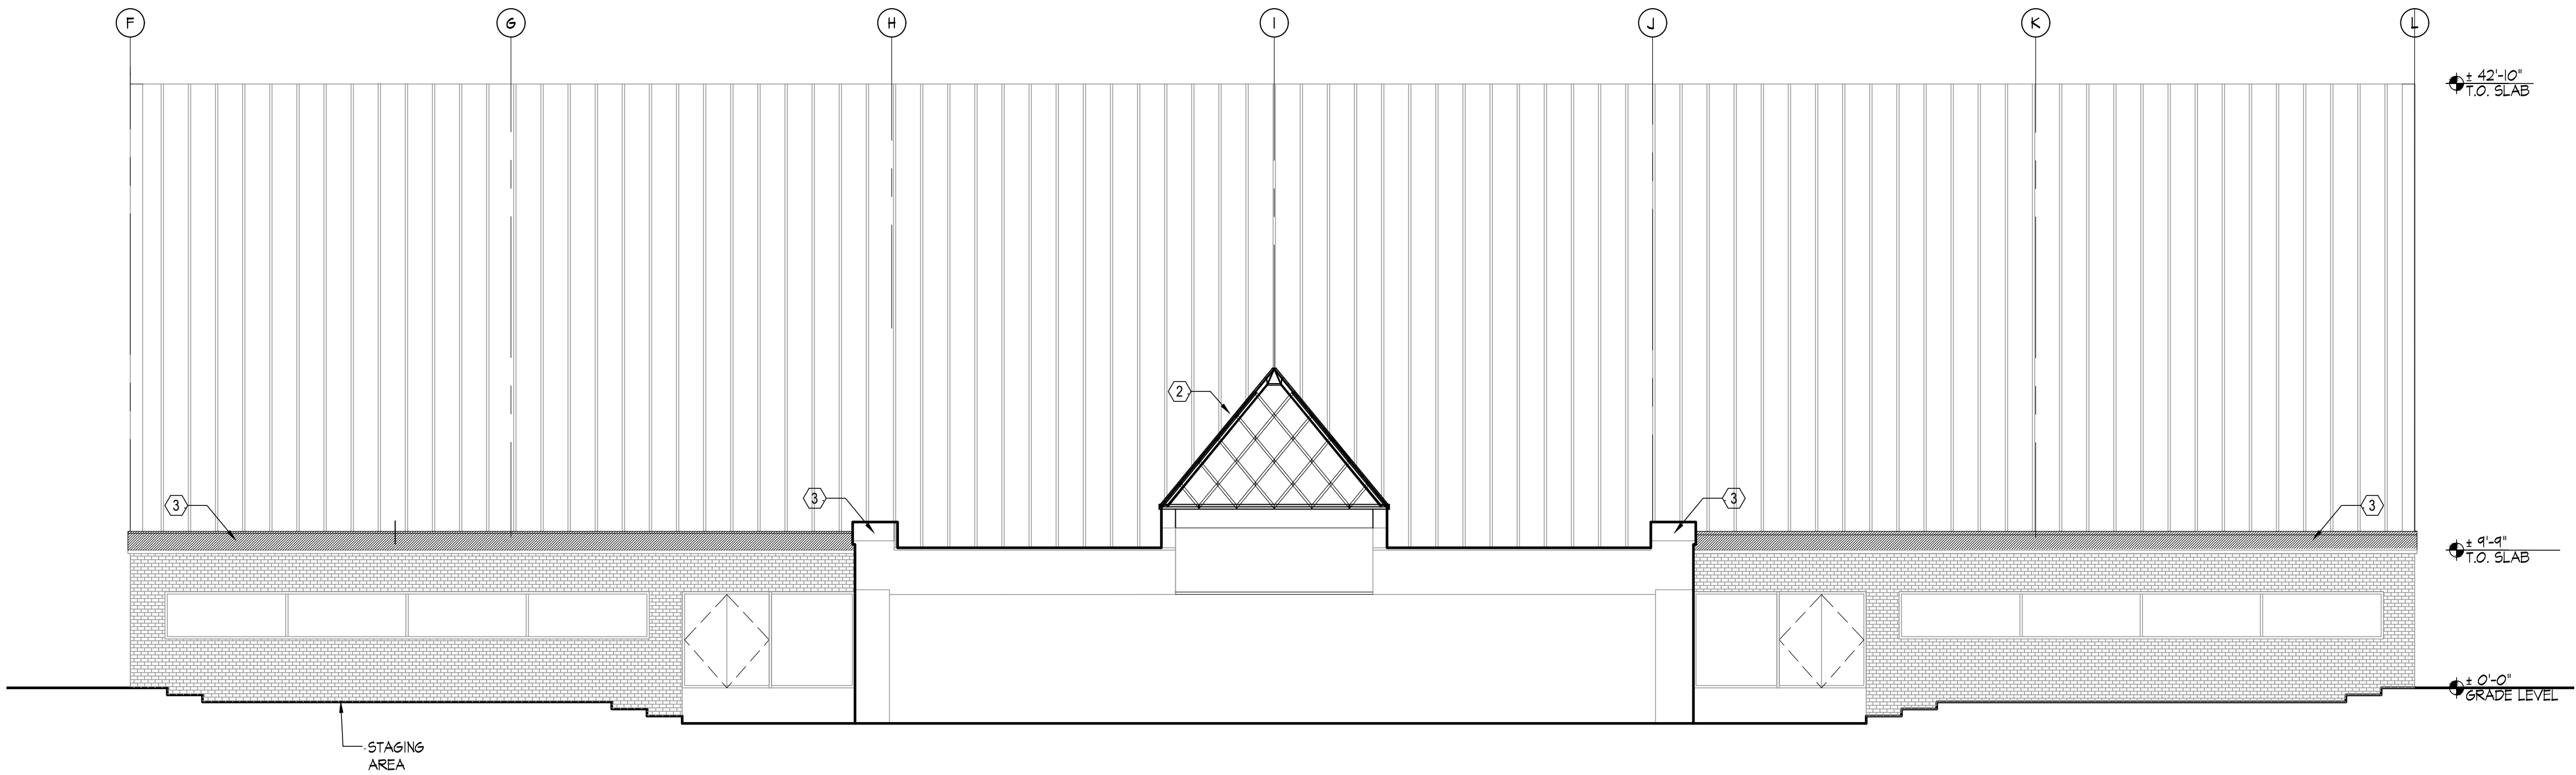 F G H I J K L
± 42'-10"
T.O. SLAB
2
3
3
3
3
± 9'-9"
T.O. SLAB
± 0'-0"
GRADE LEVEL
STAGING
AREA